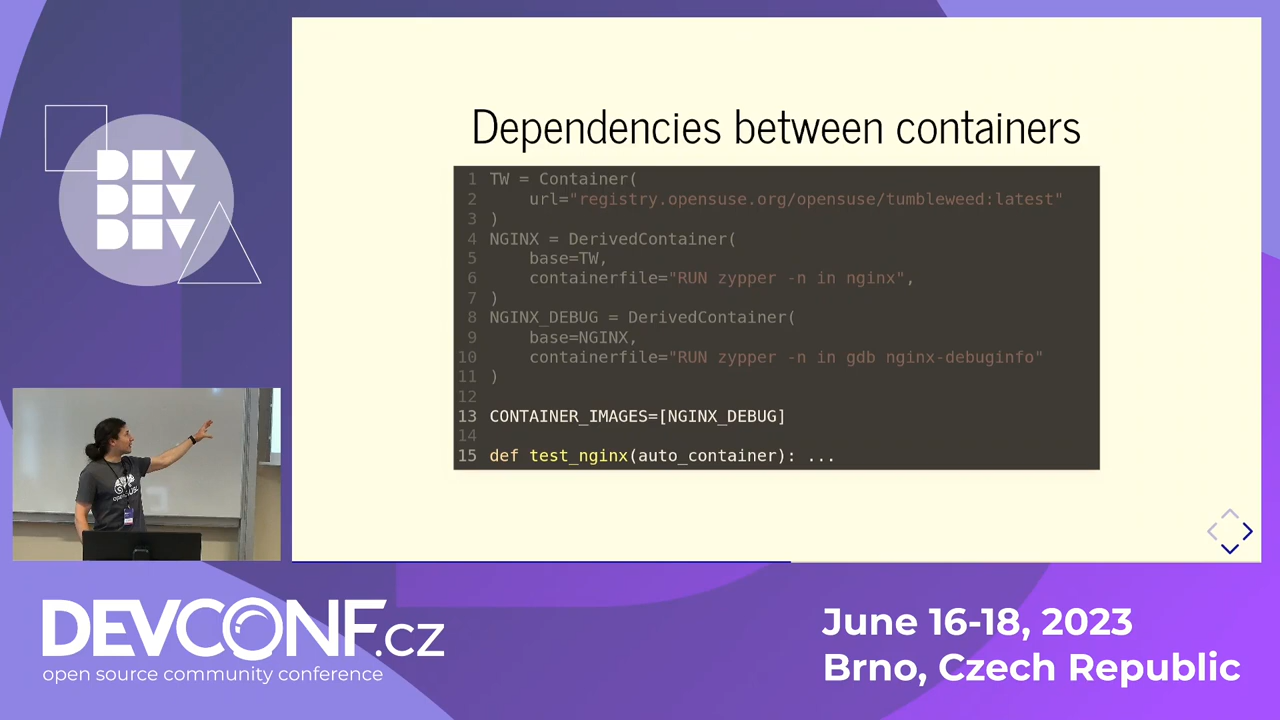 DEV
DEV
DEV
Dependencies between containers
1 TW = Container(
2     url="registry.opensuse.org/opensuse/tumbleweed:latest"
3 )
4 NGINX = DerivedContainer(
5     base=TW,
6     containerfile="RUN zypper -n in nginx",
7 )
8 NGINX_DEBUG = DerivedContainer(
9     base=NGINX,
10     containerfile="RUN zypper -n in gdb nginx-debuginfo"
11 )
12
13 CONTAINER_IMAGES=[NGINX_DEBUG]
14
15 def test_nginx(auto_container): ...
DEVCONF.cz
open source community conference
June 16-18, 2023
Brno, Czech Republic